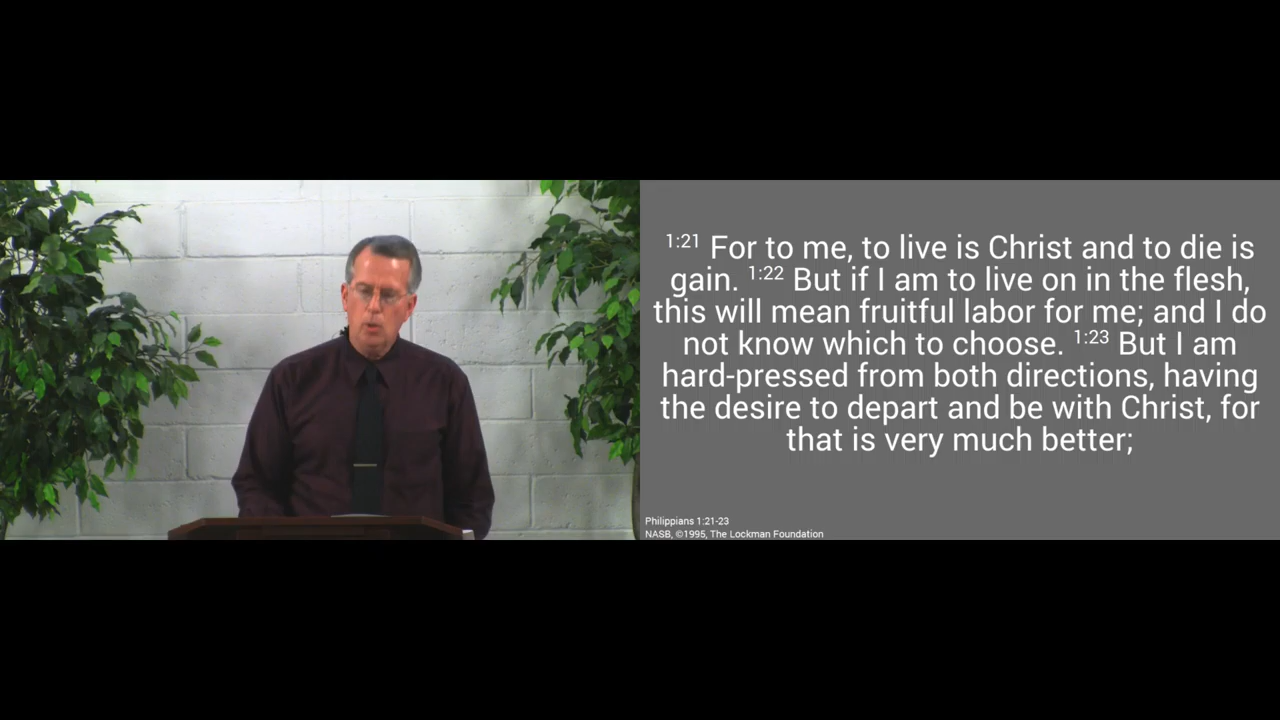 1:21 For to me, to live is Christ and to die is
gain. 1:22 But if I am to live on in the flesh,
this will mean fruitful labor for me; and I do
not know which to choose. 1:23 But I am
hard-pressed from both directions, having
the desire to depart and be with Christ, for
that is very much better;
Philippians 1:21-23
NASB, ©1995, The Lockman Foundation